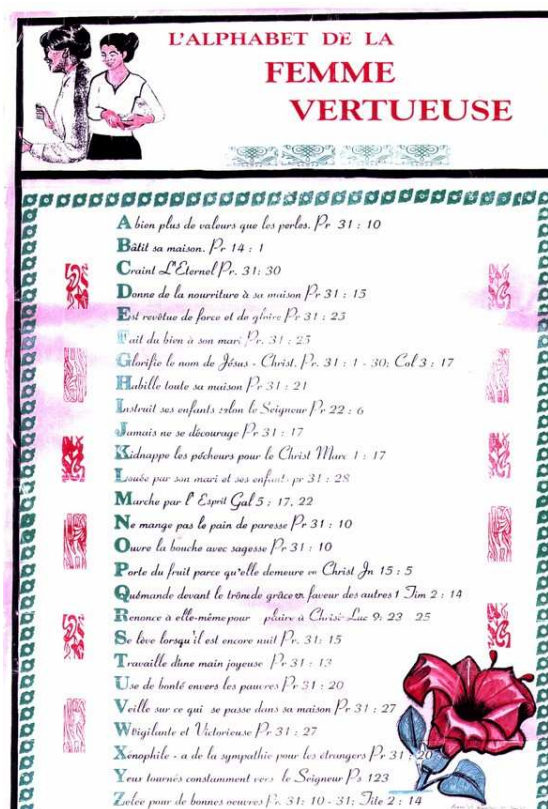 L'ALPHABET DE LA
FEMME
VERTUEUSE
A bien plus de valeurs que les perles. Pr 31 : 10
Bâtit sa maison. Pr 14 : 1
Craint L'Eternel Pr. 31: 30
Donne de la nourriture à sa maison Pr 31 : 15
Est revêtue de force et de gloire Pr 31 : 25
Fait du bien à son mari Pr. 31 : 23
Glorifie le nom de Jésus - Christ. Pr. 31 : 1 - 30; Col 3 : 17
Habille toute sa maison Pr 31 : 21
Instruit ses enfants selon le Seigneur Pr 22 : 6
Jamais ne se décourage Pr 31 : 17
Kidnappe les pécheurs pour le Christ Marc 1 : 17
Louée par son mari et ses enfants pr 31 : 28
Marche par l' Esprit Gal 5 : 17, 22
Ne mange pas le pain de paresse Pr 31 : 10
Ouvre la bouche avec sagesse Pr 31 : 10
Porte du fruit parce qu'elle demeure en Christ Jn 15 : 5
Quémande devant le trône de grâce en faveur des autres 1 Tim 2 : 14
Renonce à elle-même pour plaire à Christ Luc 9: 23 25
Se lève lorsqu'il est encore nuit Pr. 31: 15
Travaille d'une main joyeuse Pr 31 : 13
Use de bonté envers les pauvres Pr 31 : 20
Veille sur ce qui se passe dans sa maison Pr 31 : 27
Wigilante et Victorieuse Pr 31 : 27
Xénophile - a de la sympathie pour les étrangers Pr 31 : 20
Yeux tournés constamment vers le Seigneur Ps 123
Zelée pour de bonnes oeuvres Pr. 31: 10 - 31; Tite 2 : 14